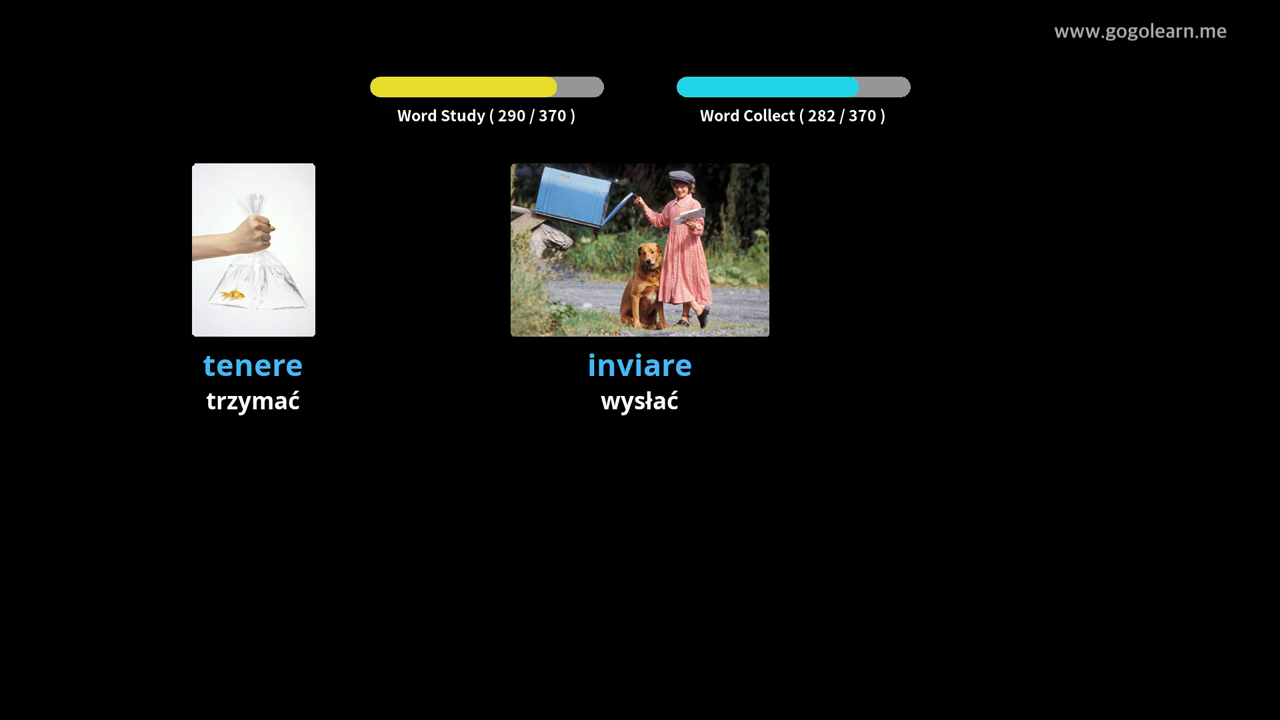 www.gogolearn.me
Word Study ( 290 / 370 )
Word Collect ( 282 / 370 )
tenere
trzymać
inviare
wysłać